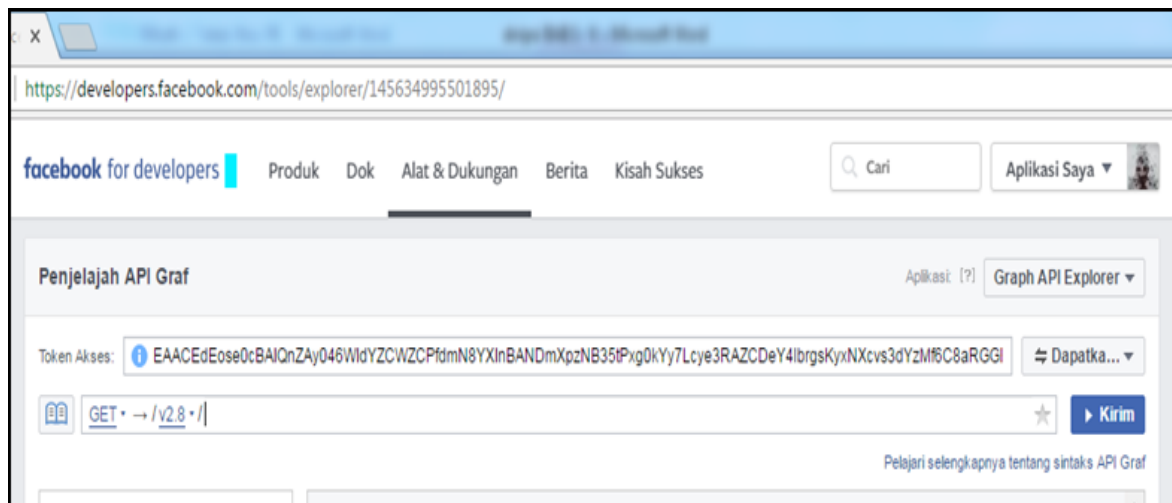 https://developers.facebook.com/tools/explorer/145634995501895/
facebook for developers Produk Dok Alat & Dukungan Berita Kisah Sukses Cari Aplikasi Saya
Penjelajah API Graf Aplikasi: [?] Graph API Explorer
Token Akses: Dapatka...
GET → / v2.8 / Kirim
Pelajari selengkapnya tentang sintaks API Graf